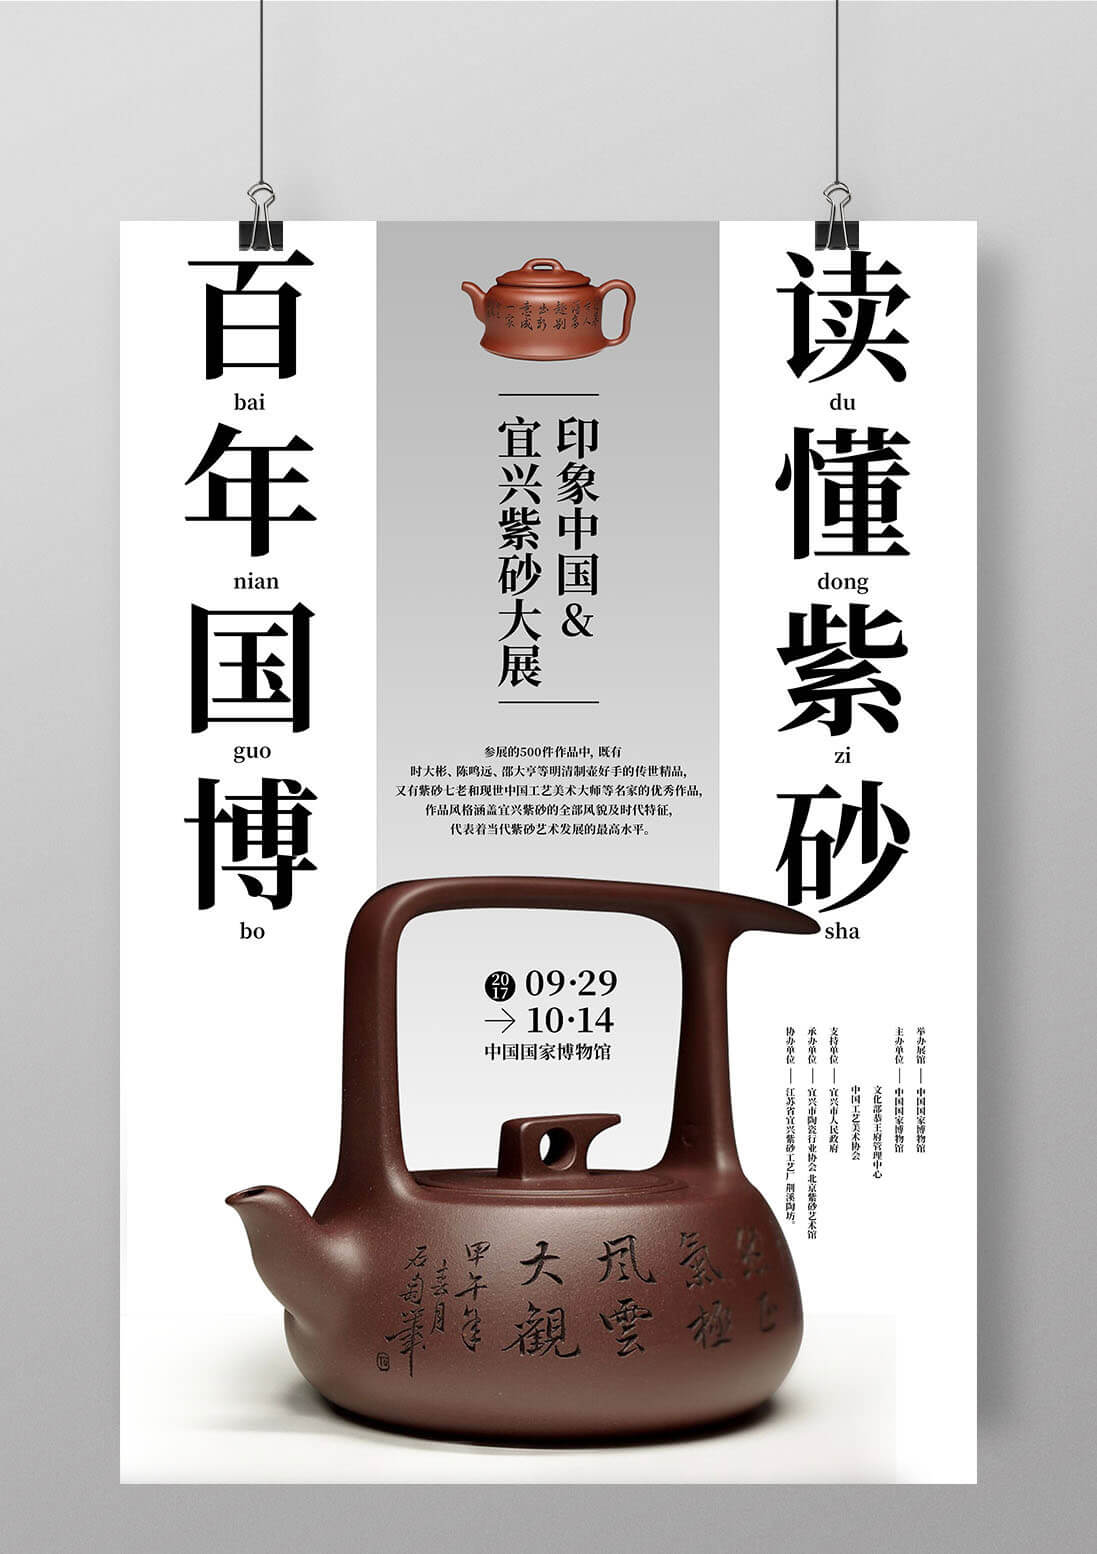 读懂紫砂
du dong zi sha
百年国博
bai nian guo bo
印象中国&
宜兴紫砂大展
参展的500件作品中, 既有
时大彬、陈鸣远、邵大亨等明清制壶好手的传世精品,
又有紫砂七老和现世中国工艺美术大师等名家的优秀作品,
作品风格涵盖宜兴紫砂的全部风貌及时代特征,
代表着当代紫砂艺术发展的最高水平。
2017 09·29
→ 10·14
中国国家博物馆
举办展馆 — 中国国家博物馆
主办单位 — 中国国家博物馆
文化部恭王府管理中心
中国工艺美术协会
支持单位 — 宜兴市人民政府
承办单位 — 宜兴市陶瓷行业协会 北京紫砂艺术馆
协办单位 — 江苏省宜兴紫砂工艺厂 荆溪陶坊。
氣極
風雲
大觀
甲午年
春月